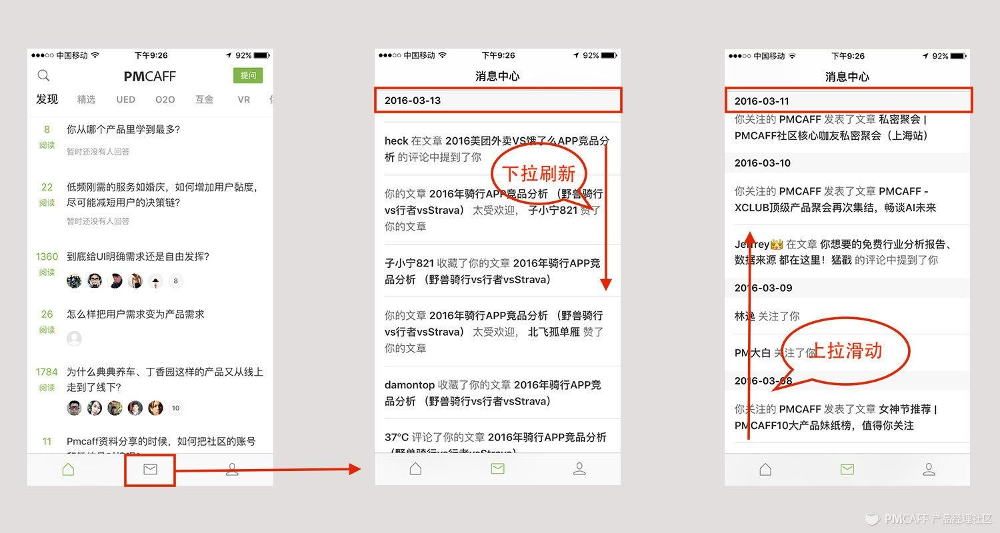 中国移动 下午9:26 92%
PMCAFF 提问
发现 精选 UED O2O 互金 VR
8 你从哪个产品里学到最多?
阅读 暂时还没有人回答
22 低频刚需的服务如婚庆，如何增加用户黏度，
阅读 尽可能减短用户的决策链?
暂时还没有人回答
1360 到底给UI明确需求还是自由发挥?
阅读
8
26 怎么样把用户需求变为产品需求
阅读
1784 为什么典典养车、丁香园这样的产品又从线上
阅读 走到了线下?
10
11 Pmcaff资料分享的时候，如何把社区的账号
中国移动 下午9:26 92%
消息中心
2016-03-13
heck 在文章 2016美团外卖VS饿了么APP竞品分
析 的评论中提到了你
下拉刷新
你的文章 2016年骑行APP竞品分析 （野兽骑行
vs行者vsStrava） 太受欢迎， 子小宁821 赞了
你的文章
子小宁821 收藏了你的文章 2016年骑行APP竞
品分析 （野兽骑行vs行者vsStrava）
你的文章 2016年骑行APP竞品分析 （野兽骑行
vs行者vsStrava） 太受欢迎， 北飞孤单雁 赞了
你的文章
damontop 收藏了你的文章 2016年骑行APP竞
品分析 （野兽骑行vs行者vsStrava）
37°C 评论了你的文章 2016年骑行APP竞品分析
（野兽骑行vs行者vsStrava）
中国移动 下午9:26 92%
消息中心
2016-03-11
你关注的 PMCAFF 发表了文章 私密聚会 |
PMCAFF社区核心咖友私密聚会（上海站）
2016-03-10
你关注的 PMCAFF 发表了文章 PMCAFF -
XCLUB顶级产品聚会再次集结，畅谈AI未来
Jeffrey👑 在文章 你想要的免费行业分析报告、
数据来源 都在这里！猛戳 的评论中提到了你
2016-03-09
林逸 关注了你
PM大白 关注了你
上拉滑动
2016-03-08
你关注的 PMCAFF 发表了文章 女神节推荐 |
PMCAFF10大产品妹纸榜，值得你关注
PMCAFF 产品经理社区